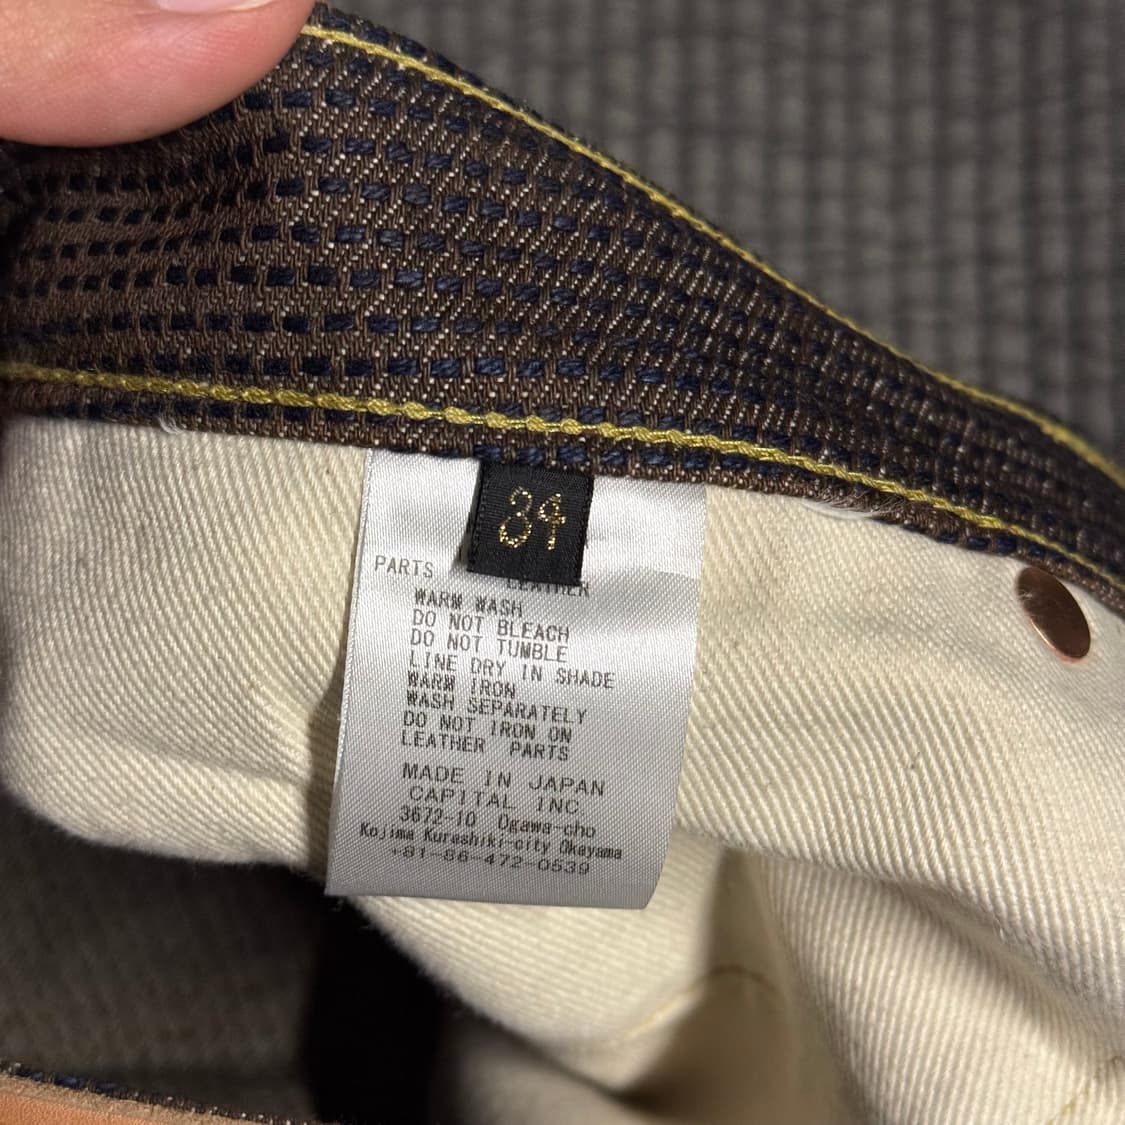 34
PARTS
LEATHER
WARM WASH
DO NOT BLEACH
DO NOT TUMBLE
LINE DRY IN SHADE
WARM IRON
WASH SEPARATELY
DO NOT IRON ON
LEATHER PARTS
MADE IN JAPAN
CAPITAL INC
3672-10 Ogawa-cho
Kojima Kurashiki-city Okayama
+81-86-472-0539